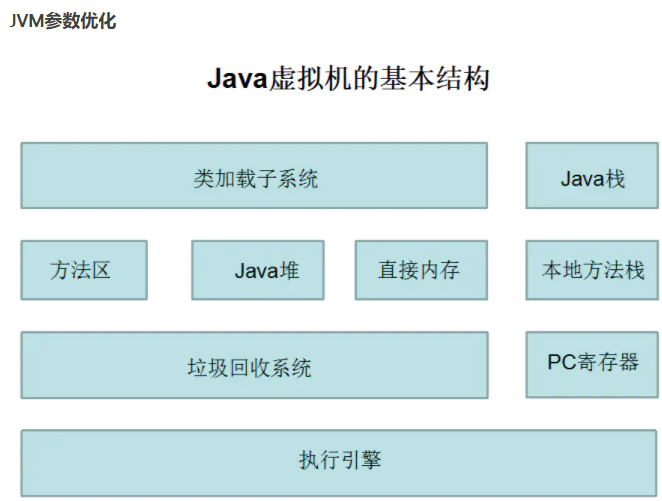 JVM参数优化
Java虚拟机的基本结构
类加载子系统
Java栈
方法区
Java堆
直接内存
本地方法栈
垃圾回收系统
PC寄存器
执行引擎